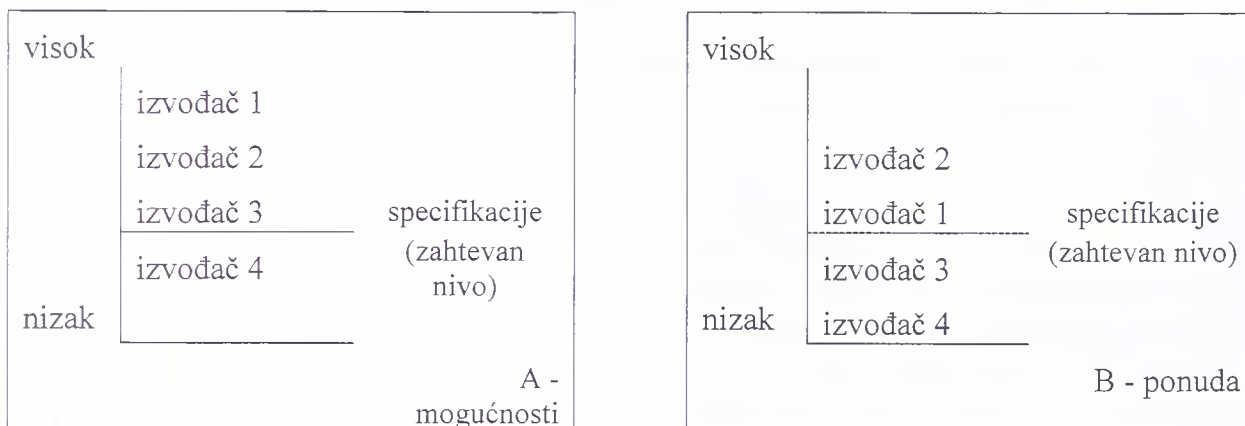 visok
izvođač 1
izvođač 2
izvođač 3
izvođač 4
nizak
specifikacije
(zahtevan
nivo)
A -
mogućnosti
visok
izvođač 2
izvođač 1
izvođač 3
izvođač 4
nizak
specifikacije
(zahtevan nivo)
B - ponuda